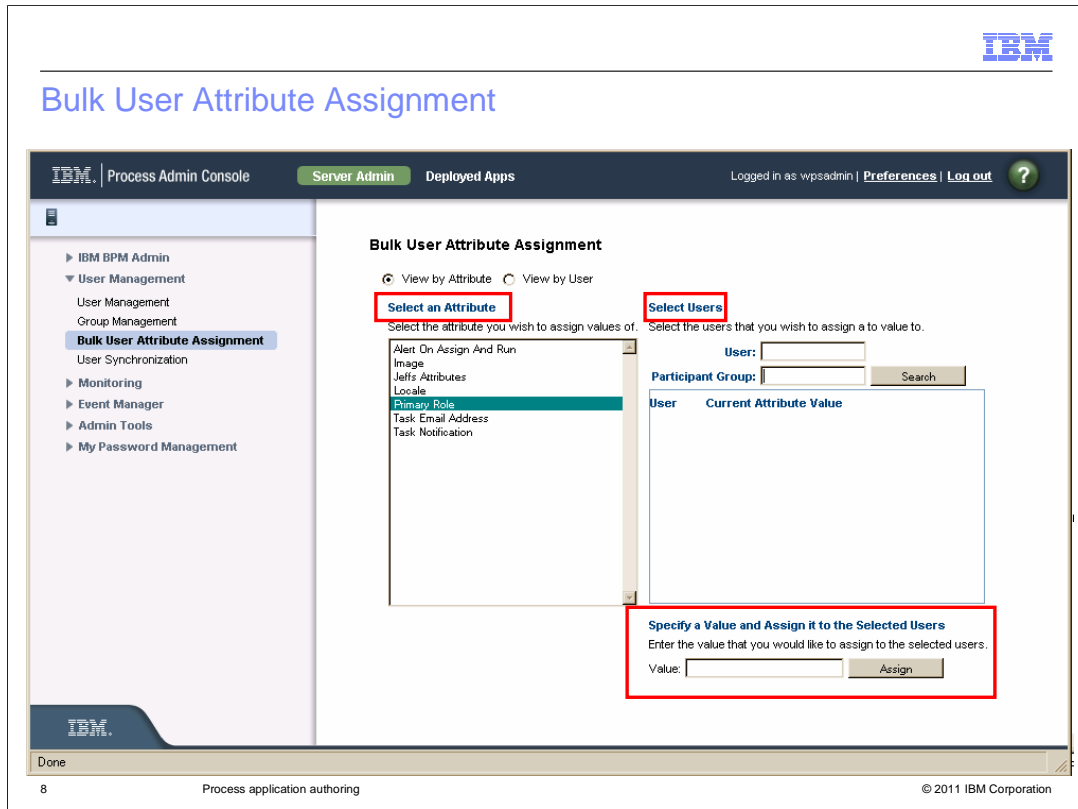 IBM
Bulk User Attribute Assignment
IBM. Process Admin Console
Server Admin
Deployed Apps
Logged in as wpsadmin | Preferences | Log out
?
IBM BPM Admin
User Management
User Management
Group Management
Bulk User Attribute Assignment
User Synchronization
Monitoring
Event Manager
Admin Tools
My Password Management
Bulk User Attribute Assignment
View by Attribute
View by User
Select an Attribute
Select the attribute you wish to assign values of.
Alert On Assign And Run
Image
Jeffs Attributes
Locale
Primary Role
Task Email Address
Task Notification
Select Users
Select the users that you wish to assign a to value to.
User:
Participant Group:
Search
User Current Attribute Value
Specify a Value and Assign it to the Selected Users
Enter the value that you would like to assign to the selected users.
Value:
Assign
IBM.
Done
8
Process application authoring
© 2011 IBM Corporation